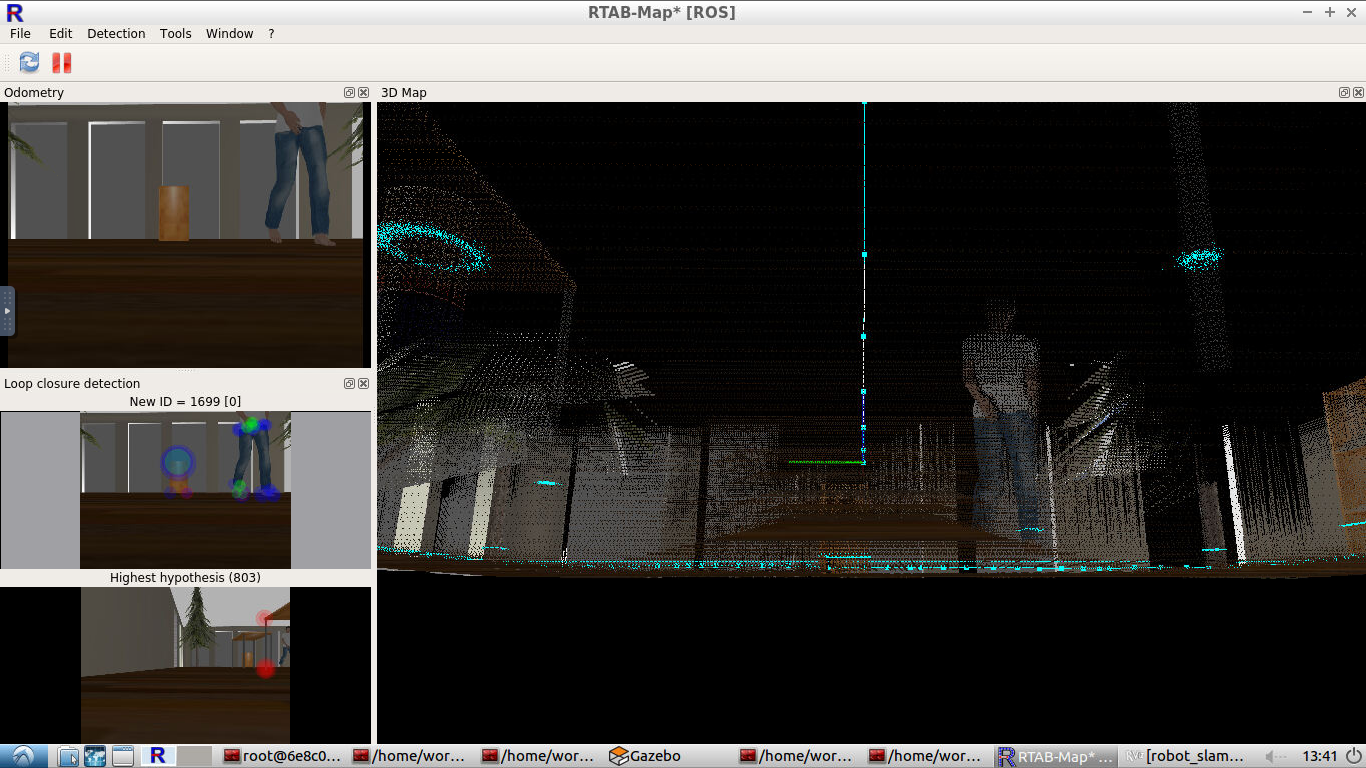 RTAB-Map* [ROS]
File Edit Detection Tools Window ?
Odometry
3D Map
Loop closure detection
New ID = 1699 [0]
Highest hypothesis (803)
R root@6e8c0... /home/wor... /home/wor... Gazebo /home/wor... /home/wor... RTAB-Map* ... [robot_slam... 13:41